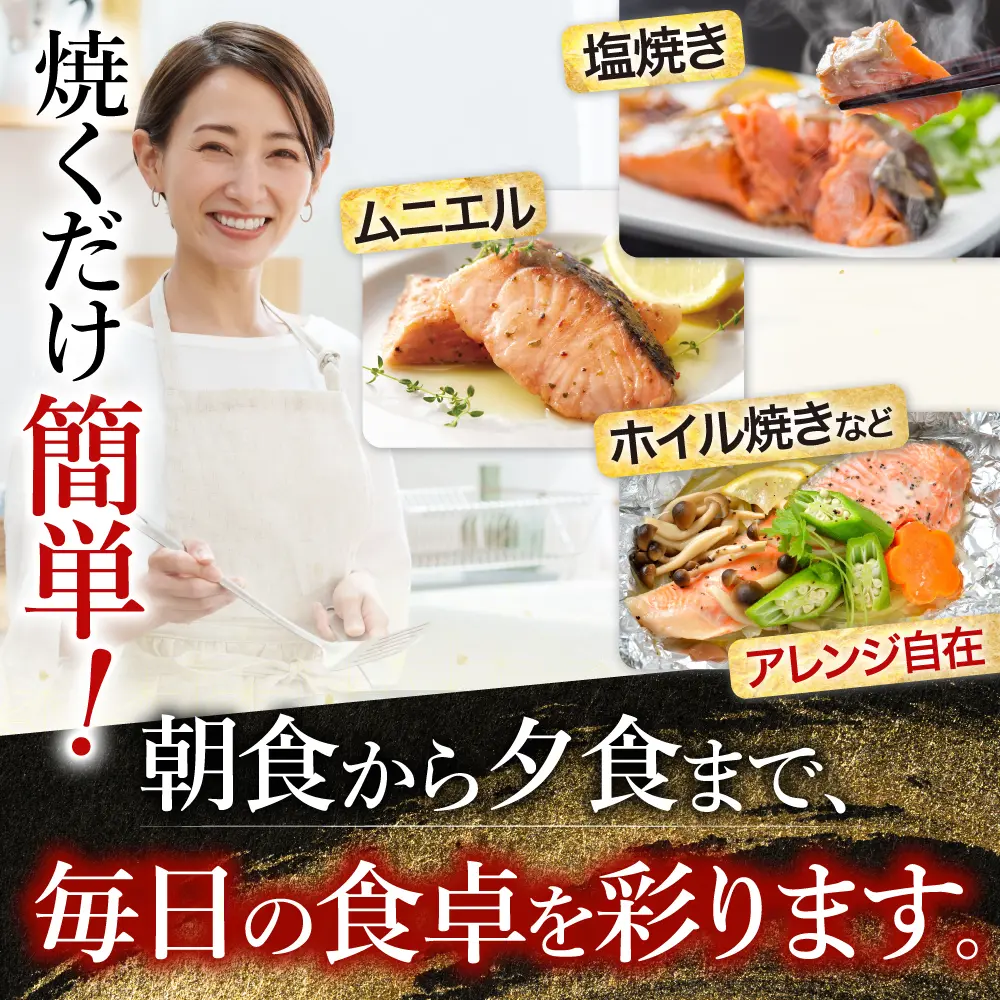 焼くだけ簡単！
塩焼き
ムニエル
ホイル焼きなど
アレンジ自在
朝食から夕食まで、
毎日の食卓を彩ります。